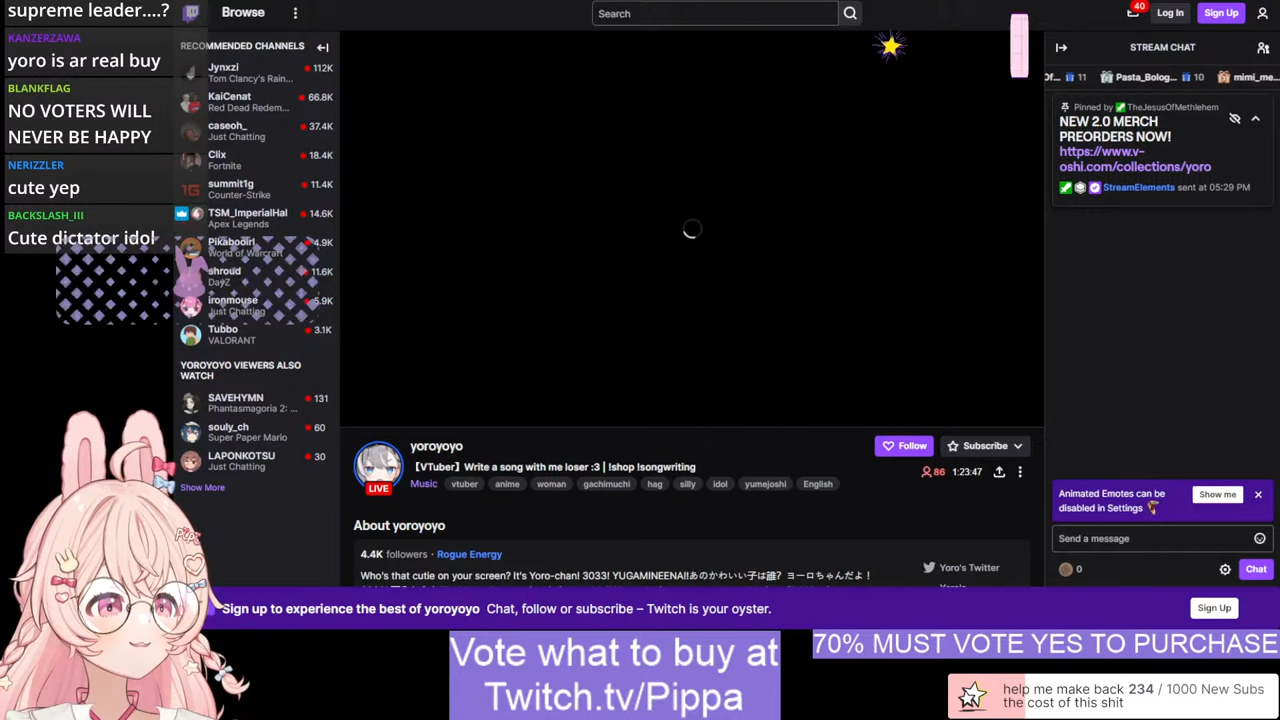 supreme leader....?
KANZERZAWA
yoro is ar real buy
BLANKFLAG
NO VOTERS WILL
NEVER BE HAPPY
NERIZZLER
cute yep
BACKSLASH_III
Cute dictator idol
Browse
Search
40
Log In
Sign Up
RECOMMENDED CHANNELS
Jynxzi
112K
Tom Clancy's Rain...
KaiCenat
66.8K
Red Dead Redem...
caseoh_
37.4K
Just Chatting
Clix
18.4K
Fortnite
summit1g
11.4K
Counter-Strike
TSM_ImperialHal
14.6K
Apex Legends
Pikabooirl
4.9K
World of Warcraft
shroud
11.6K
DayZ
ironmouse
5.9K
Just Chatting
Tubbo
3.1K
VALORANT
YOROYOYO VIEWERS ALSO
WATCH
SAVEHYMN
131
Phantasmagoria 2: ...
souly_ch
60
Super Paper Mario
LAPONKOTSU
30
Just Chatting
Show More
yoroyoyo
Follow
Subscribe
【VTuber】Write a song with me loser :3 | !shop !songwriting
86
1:23:47
LIVE
Music
vtuber
anime
woman
gachimuchi
hag
silly
idol
yumejoshi
English
About yoroyoyo
4.4K followers · Rogue Energy
Who's that cutie on your screen? It's Yoro-chan! 3033! YUGAMINEENA!!あのかわいい子は誰？ヨーロちゃんだよ！
Yoro's Twitter
STREAM CHAT
Of...
11
Pasta_Bolog...
10
mimi_me...
Pinned by TheJesusOfMethlehem
NEW 2.0 MERCH
PREORDERS NOW!
https://www.v-
oshi.com/collections/yoro
StreamElements sent at 05:29 PM
Animated Emotes can be
disabled in Settings
Show me
Send a message
0
Chat
Sign up to experience the best of yoroyoyo
Chat, follow or subscribe – Twitch is your oyster.
Sign Up
Vote what to buy at
Twitch.tv/Pippa
70% MUST VOTE YES TO PURCHASE
help me make back 234 / 1000 New Subs
the cost of this shit